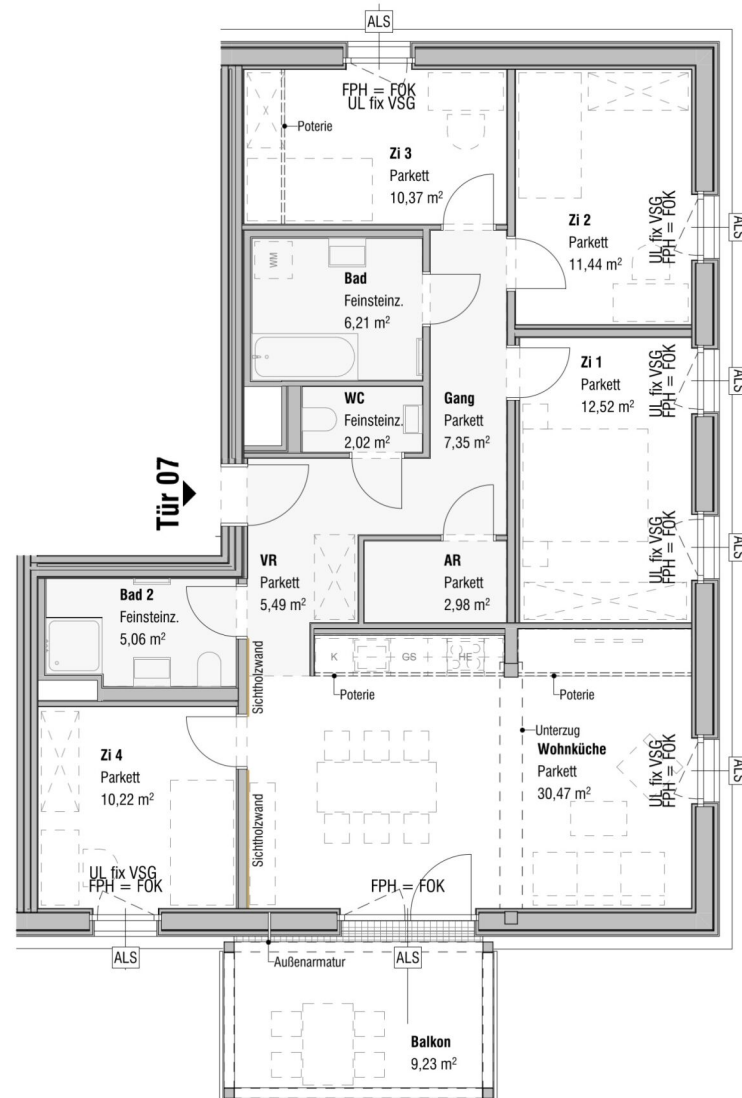 ALS
FPH = FOK
UL fix VSG
Poterie
Zi 3
Parkett
10,37 m²
Zi 2
Parkett
11,44 m²
UL fix VSG
FPH = FOK
ALS
WM
Bad
Feinsteinz.
6,21 m²
Zi 1
Parkett
12,52 m²
UL fix VSG
FPH = FOK
ALS
WC
Feinsteinz.
2,02 m²
Gang
Parkett
7,35 m²
Tür 07
UL fix VSG
FPH = FOK
ALS
VR
Parkett
5,49 m²
AR
Parkett
2,98 m²
Bad 2
Feinsteinz.
5,06 m²
Sichtholzwand
K
GS
HE
Poterie
Poterie
Unterzug
Wohnküche
Parkett
30,47 m²
UL fix VSG
FPH = FOK
ALS
Zi 4
Parkett
10,22 m²
Sichtholzwand
UL fix VSG
FPH = FOK
FPH = FOK
ALS
Außenarmatur
ALS
Balkon
9,23 m²